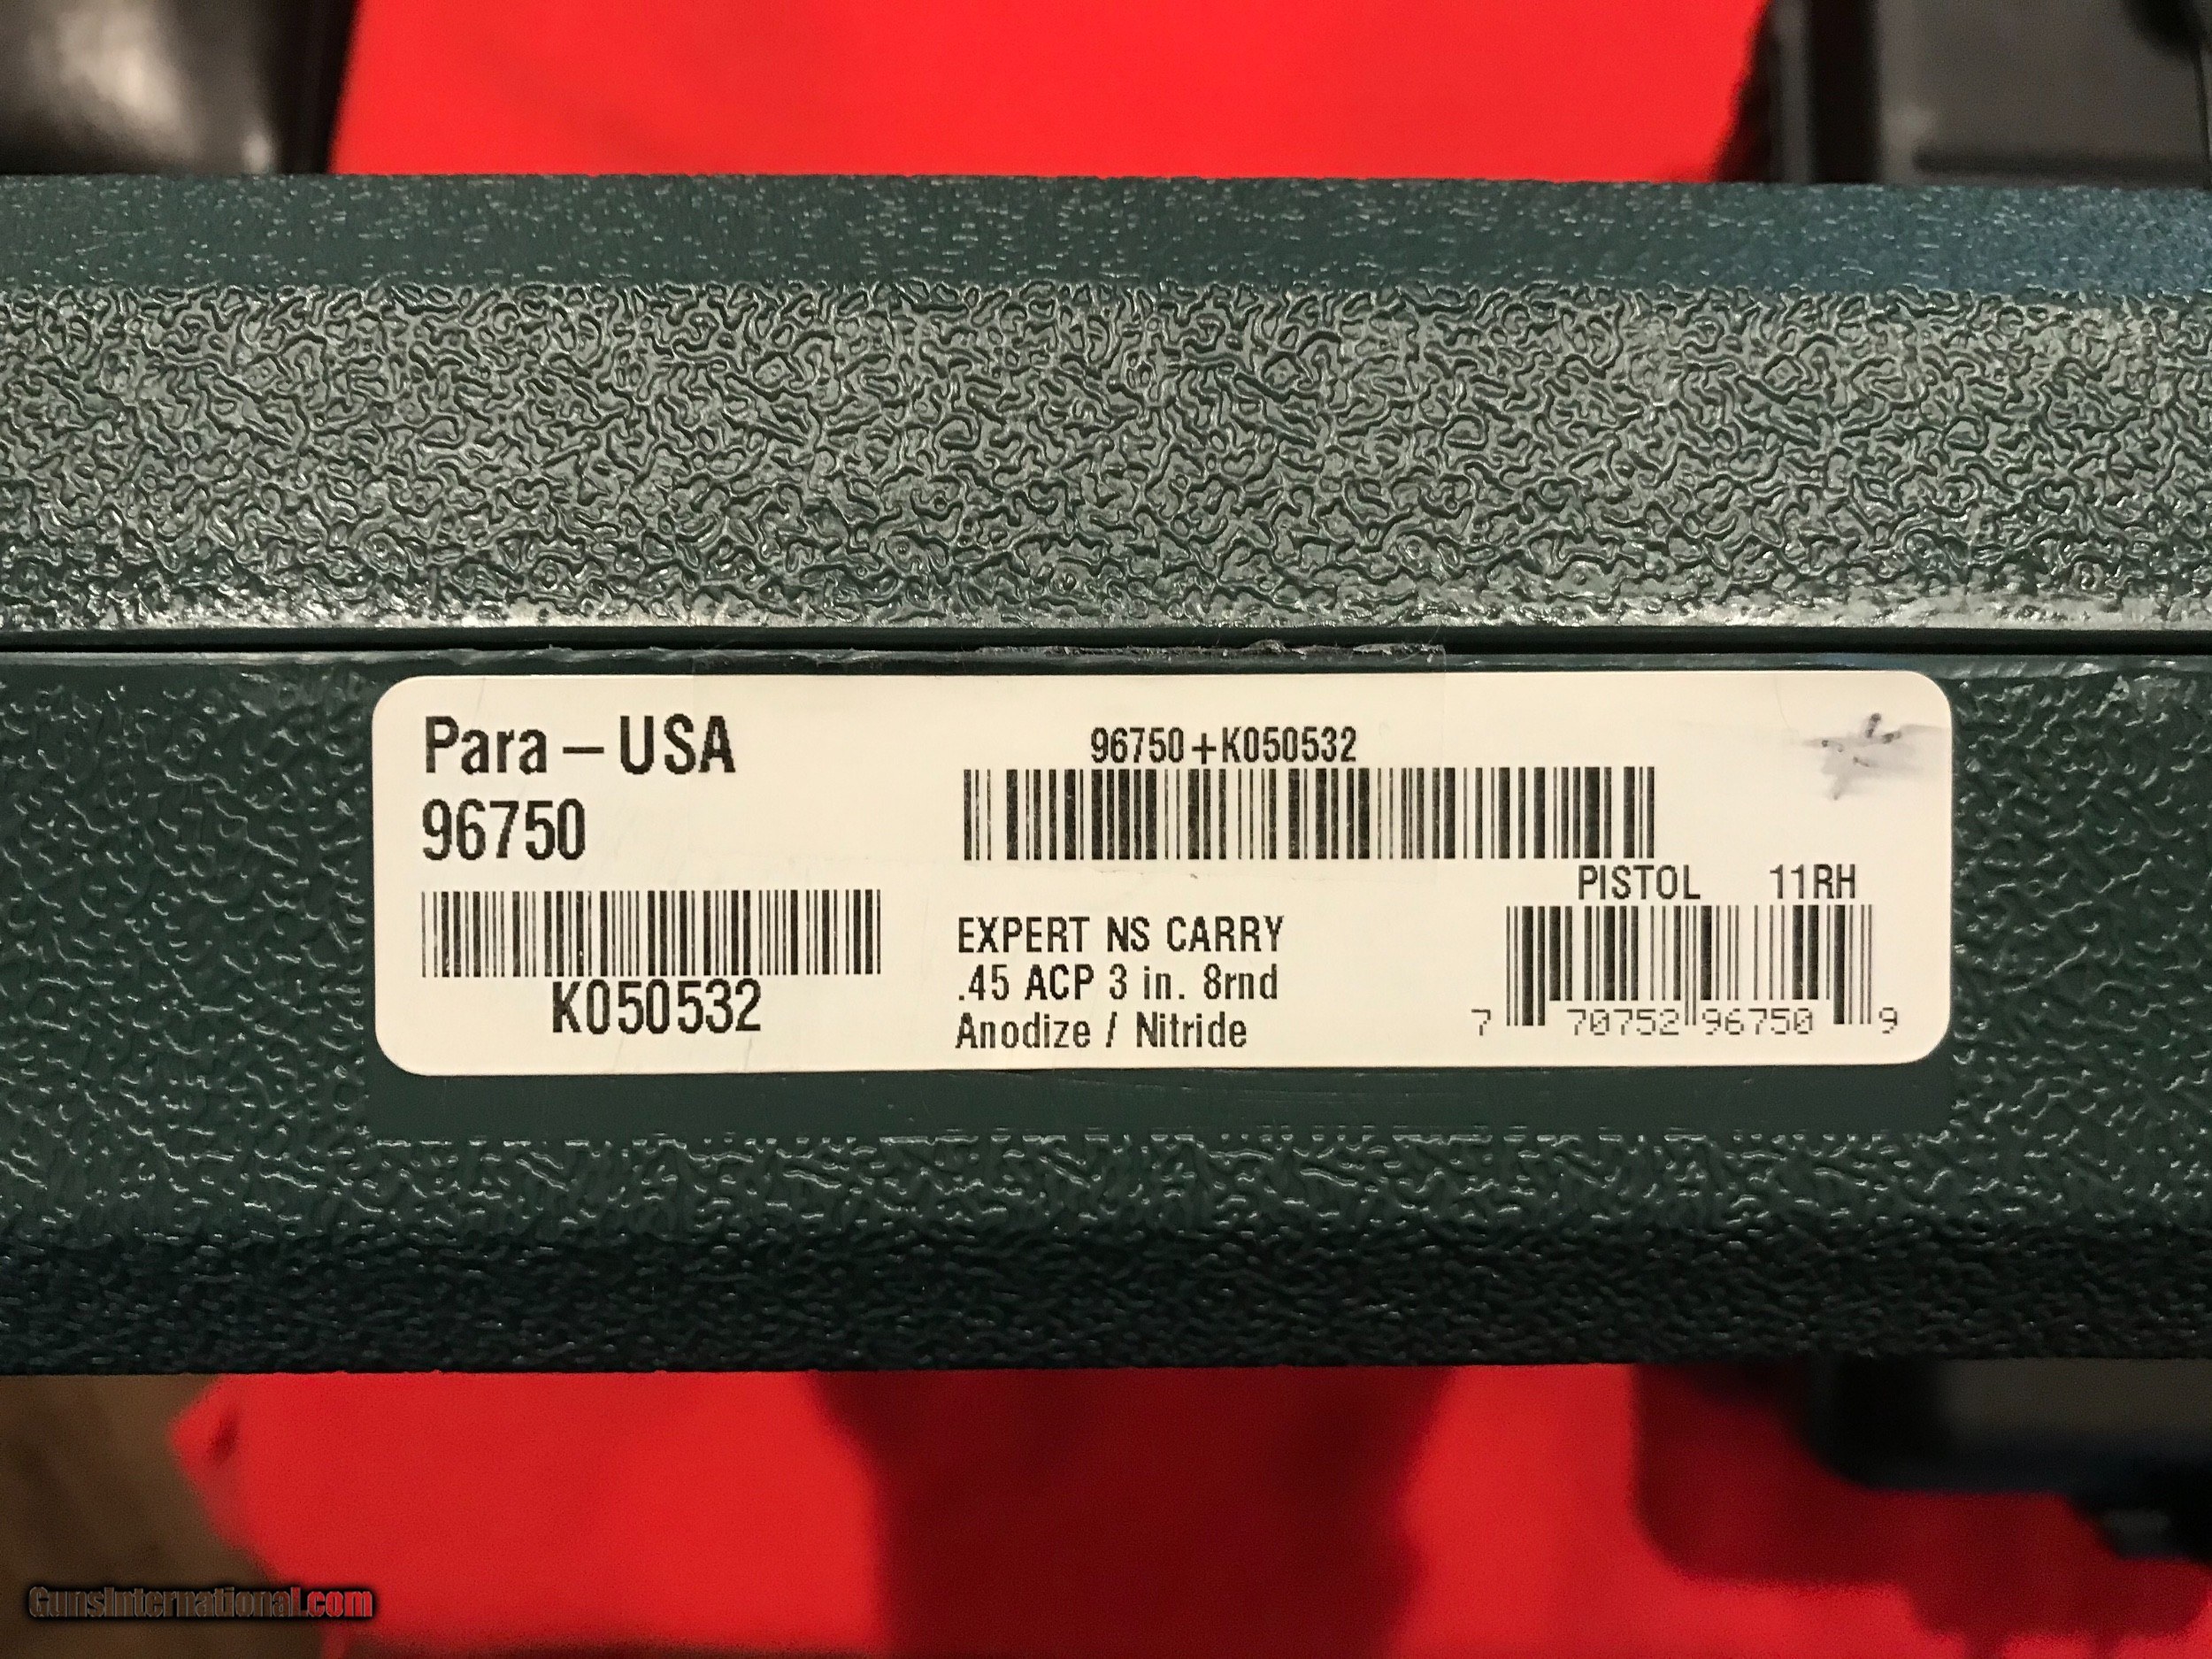 Para-USA
96750
K050532
96750+K050532
EXPERT NS CARRY
.45 ACP 3 in. 8rnd
Anodize / Nitride
PISTOL 11RH
7 70752 96750 9
GunsInternational.com